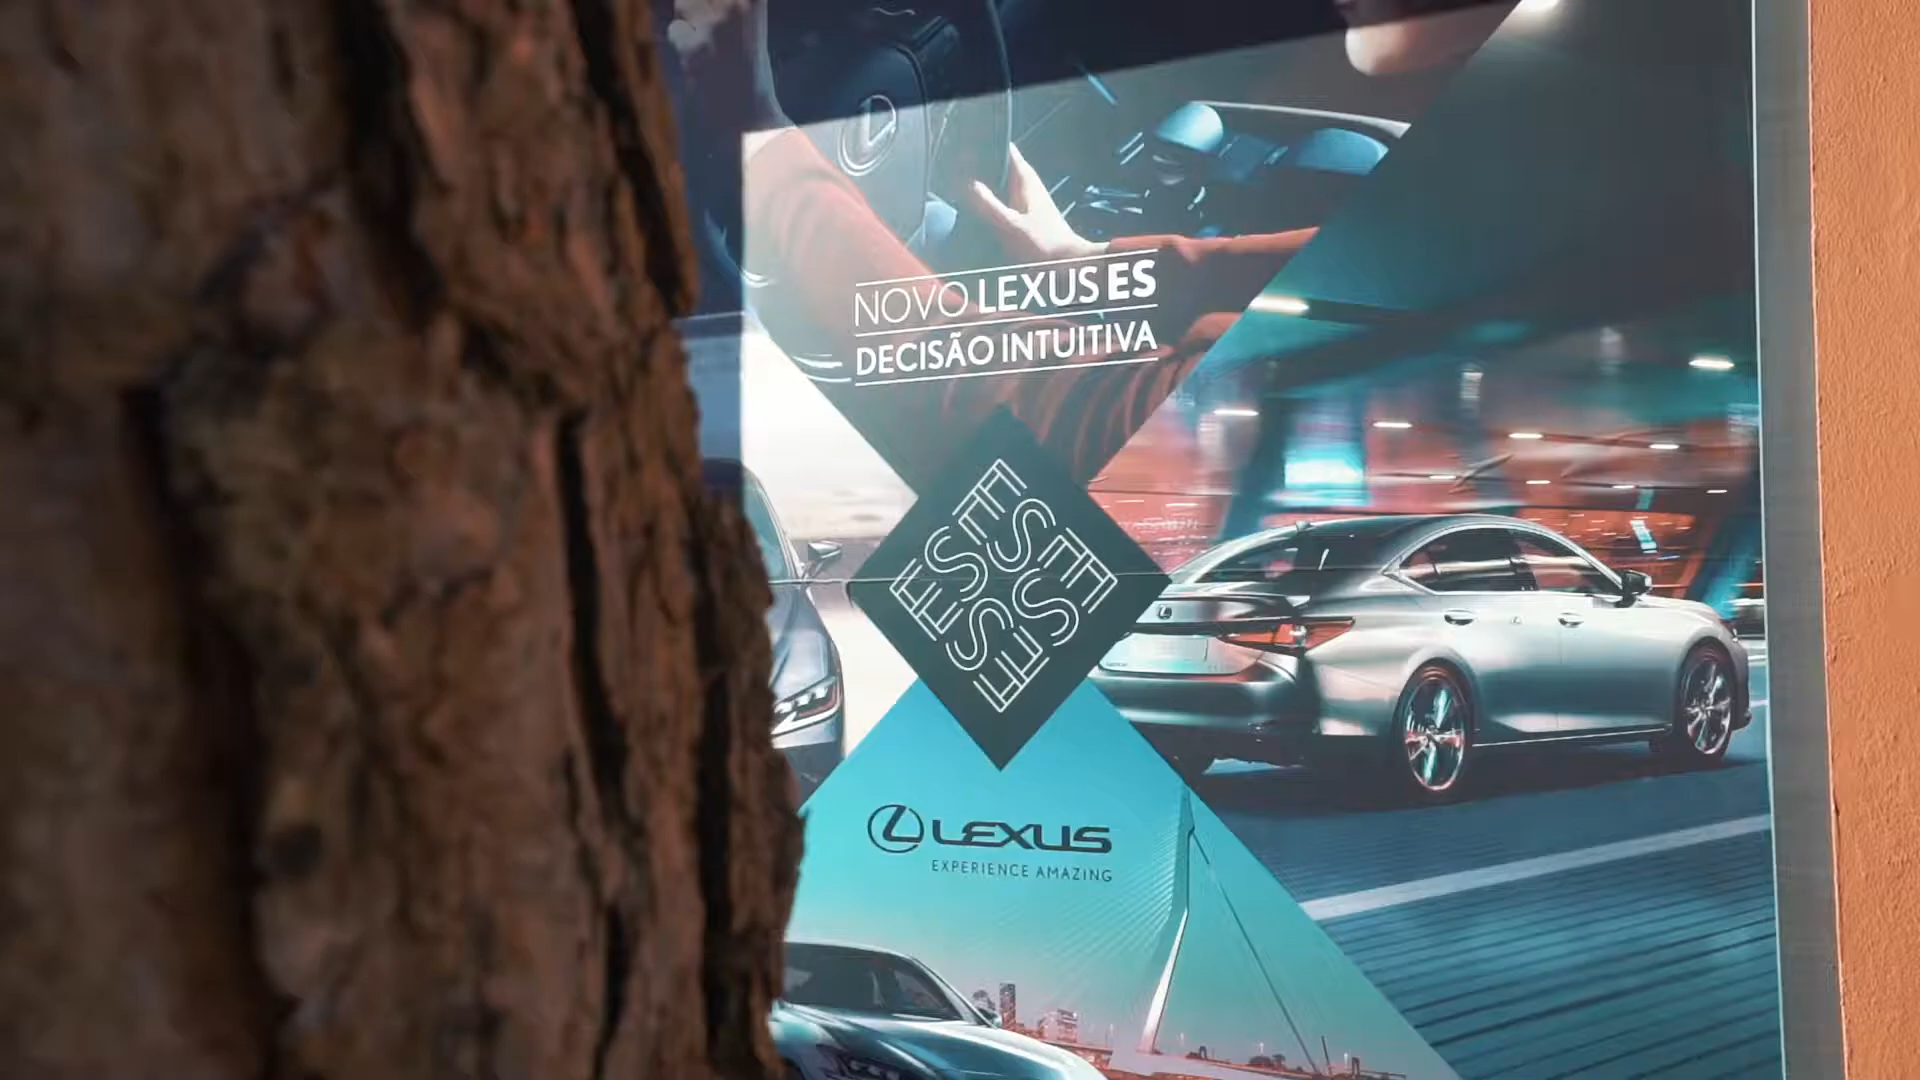 NOVO LEXUS ES
DECISÃO INTUITIVA
ES ES
ES ES
LEXUS
EXPERIENCE AMAZING